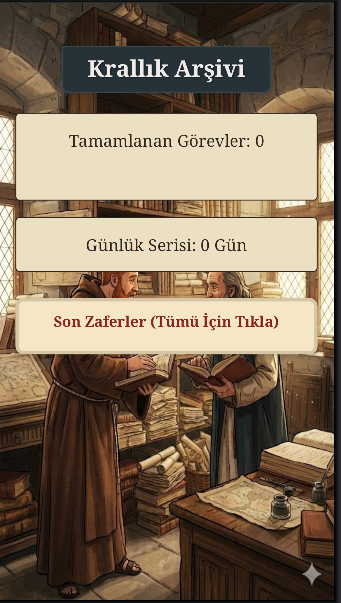 Krallık Arşivi
Tamamlanan Görevler: 0
Günlük Serisi: 0 Gün
Son Zaferler (Tümü İçin Tıkla)